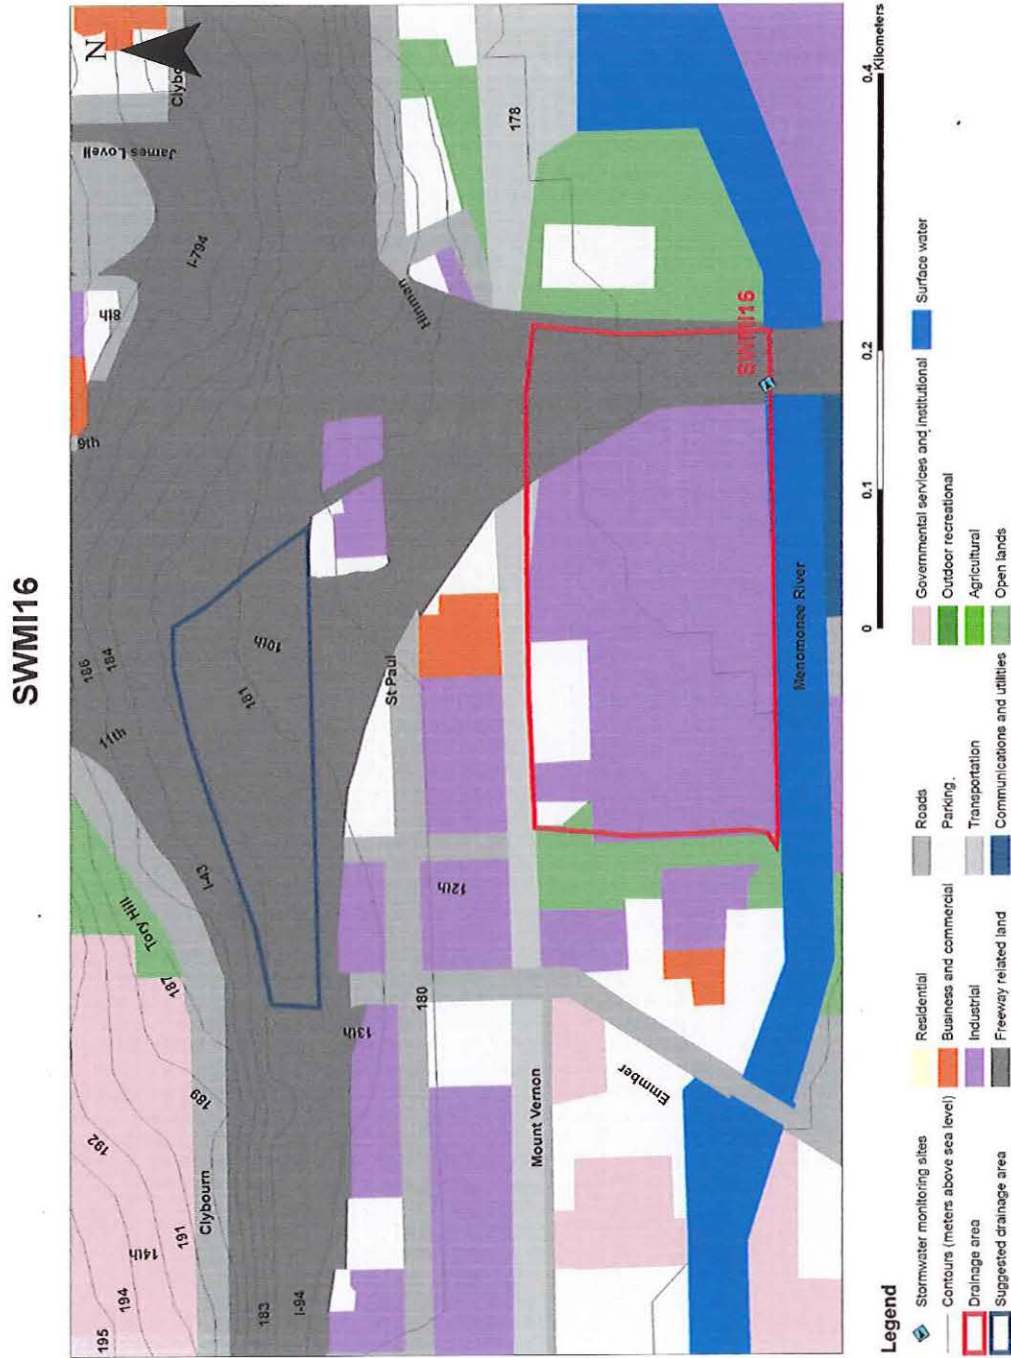 SWMI16
195
194
14th
192
191
189
Clybourn
183
I-94
187
Tory Hill
I-43
11th
186
184
181
10th
6th
8th
I-794
James Lovell
N
13th
180
12th
St Paul
Hinman
178
Mount Vernon
Emmber
Menomonee River
SWMI16
0
0.1
0.2
0.4
Kilometers
Legend
Stormwater monitoring sites
Contours (meters above sea level)
Drainage area
Suggested drainage area
Residential
Business and commercial
Industrial
Freeway related land
Roads
Parking.
Transportation
Communications and utilities
Governmental services and institutional
Outdoor recreational
Agricultural
Open lands
Surface water